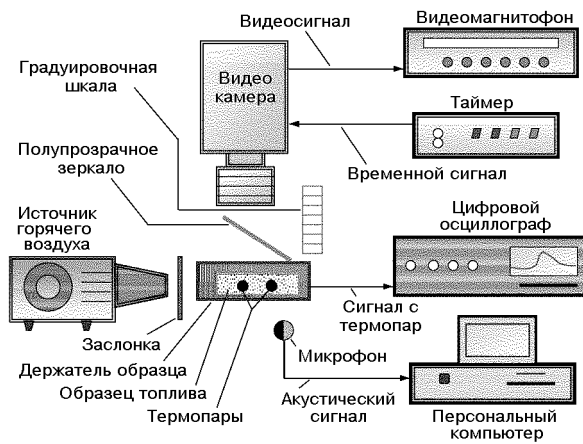 Видеосигнал
Видеомагнитофон
Градуировочная
шкала
Видео
камера
Таймер
Полупрозрачное
зеркало
Временной сигнал
Источник
горячего
воздуха
Цифровой
осциллограф
Сигнал с
термопар
Заслонка
Держатель образца
Образец топлива
Термопары
Микрофон
Акустический
сигнал
Персональный
компьютер